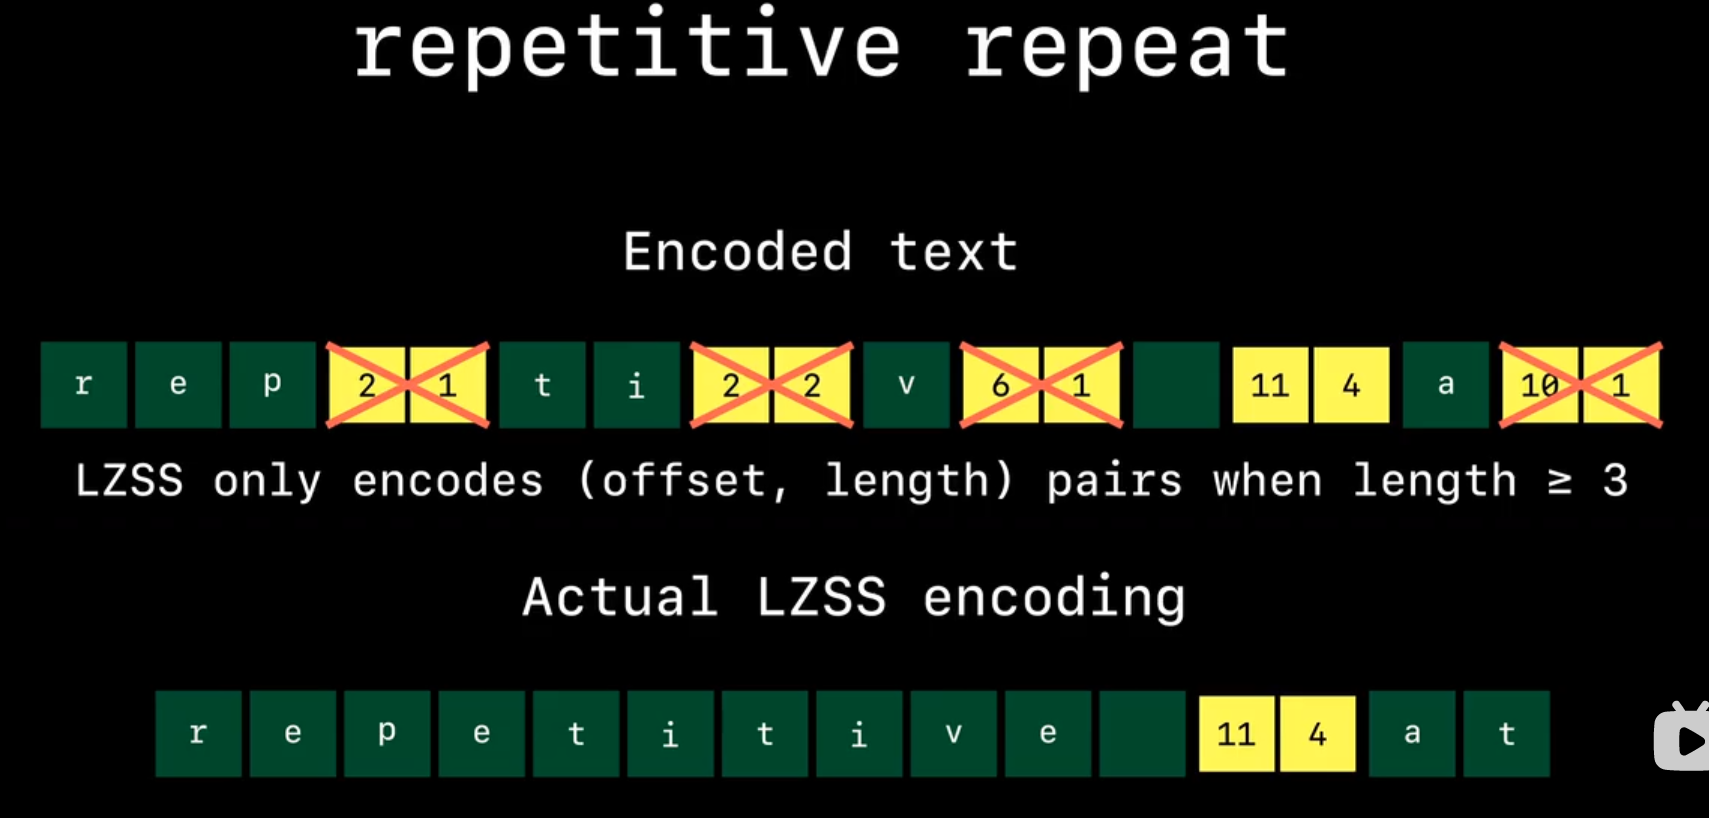 repetitive repeat
Encoded text
r e p 2 1 t i 2 2 v 6 1 11 4 a 10 1
LZSS only encodes (offset, length) pairs when length ≥ 3
Actual LZSS encoding
r e p e t i t i v e 11 4 a t